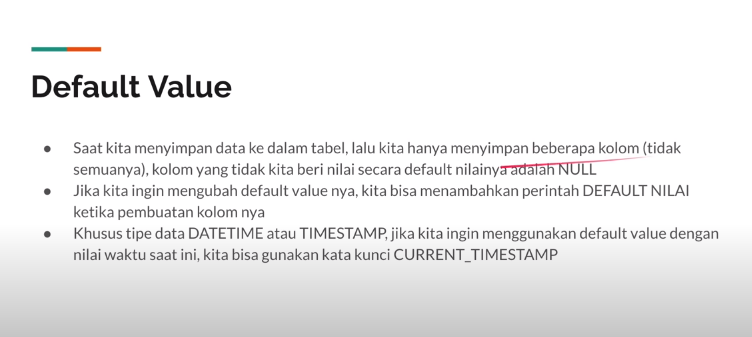 Default Value
● Saat kita menyimpan data ke dalam tabel, lalu kita hanya menyimpan beberapa kolom (tidak
semuanya), kolom yang tidak kita beri nilai secara default nilainya adalah NULL
● Jika kita ingin mengubah default value nya, kita bisa menambahkan perintah DEFAULT NILAI
ketika pembuatan kolom nya
● Khusus tipe data DATETIME atau TIMESTAMP, jika kita ingin menggunakan default value dengan
nilai waktu saat ini, kita bisa gunakan kata kunci CURRENT_TIMESTAMP